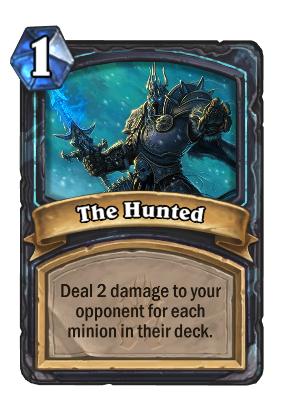 1
The Hunted
Deal 2 damage to your
opponent for each
minion in their deck.